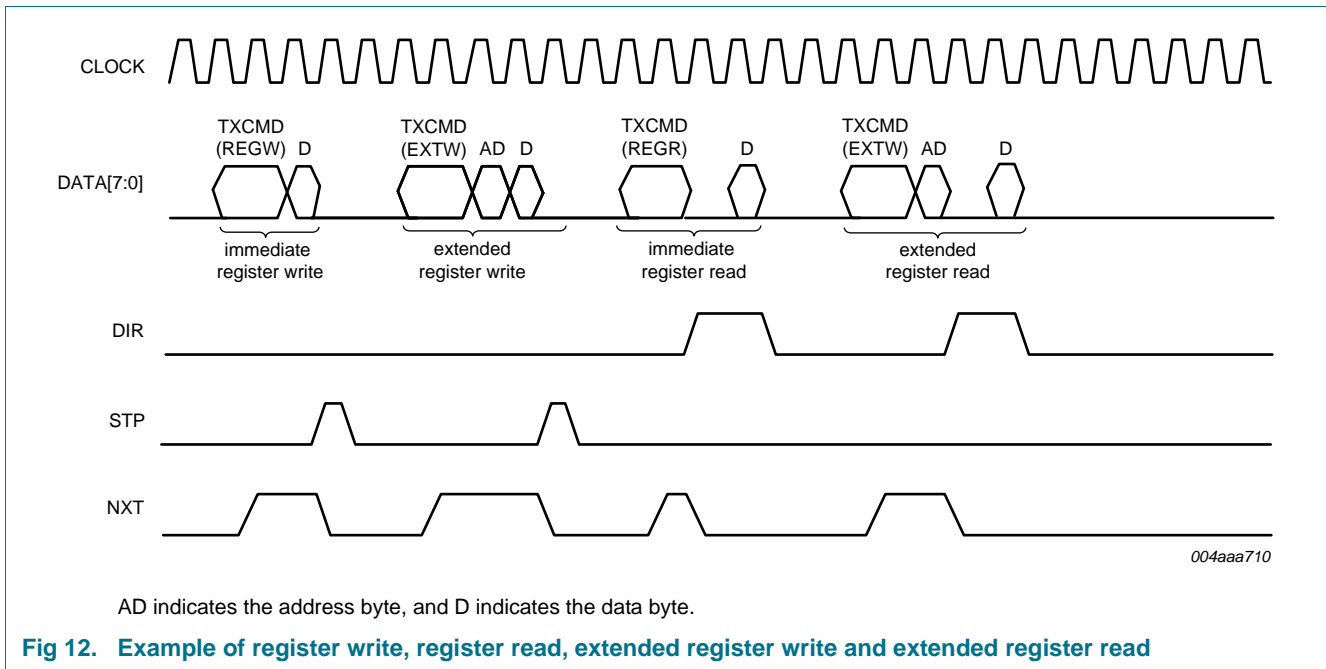 CLOCK
TXCMD TXCMD TXCMD TXCMD
(REGW) D (EXTW) AD D (REGR) D (EXTW) AD D
DATA[7:0]
immediate extended immediate extended
register write register write register read register read
DIR
STP
NXT
004aaa710
AD indicates the address byte, and D indicates the data byte.
Fig 12. Example of register write, register read, extended register write and extended register read